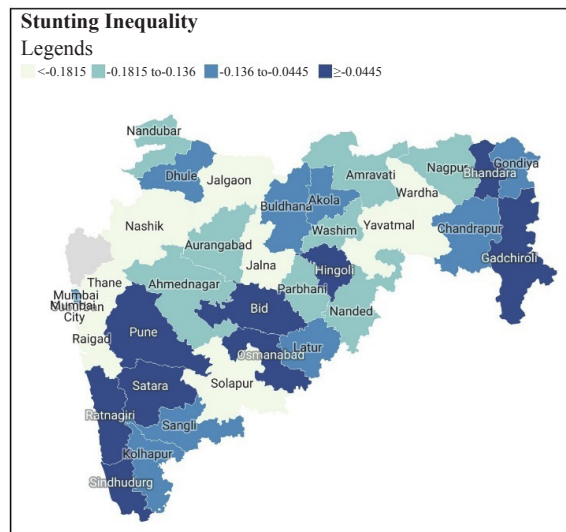 Stunting Inequality
Legends
<-0.1815 -0.1815 to-0.136 -0.136 to-0.0445 ≥-0.0445
Nandubar
Dhule
Jalgaon
Nashik
Buldhana
Akola
Amravati
Nagpur
Bhandara
Gondiya
Wardha
Washim
Yavatmal
Chandrapur
Gadchiroli
Aurangabad
Jalna
Hingoli
Parbhani
Nanded
Thane
Ahmednagar
Mumbai
Mumbai
City
Raigad
Pune
Bid
Osmanabad
Latur
Solapur
Satara
Ratnagiri
Sangli
Kolhapur
Sindhudurg